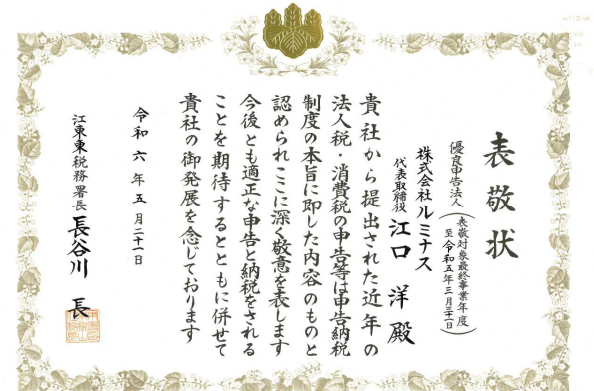 表敬状
優良申告法人（表敬対象最終事業年度
至令和五年三月三十一日）
株式会社ルミナス
代表取締役 江口 洋 殿
貴社から提出された近年の
法人税・消費税の申告等は申告納税
制度の本旨に即した内容のものと
認められここに深く敬意を表します
今後とも適正な申告と納税をされる
ことを期待するとともに併せて
貴社の御発展を念じております
令和六年五月二十一日
江東東税務署長 長谷川 長